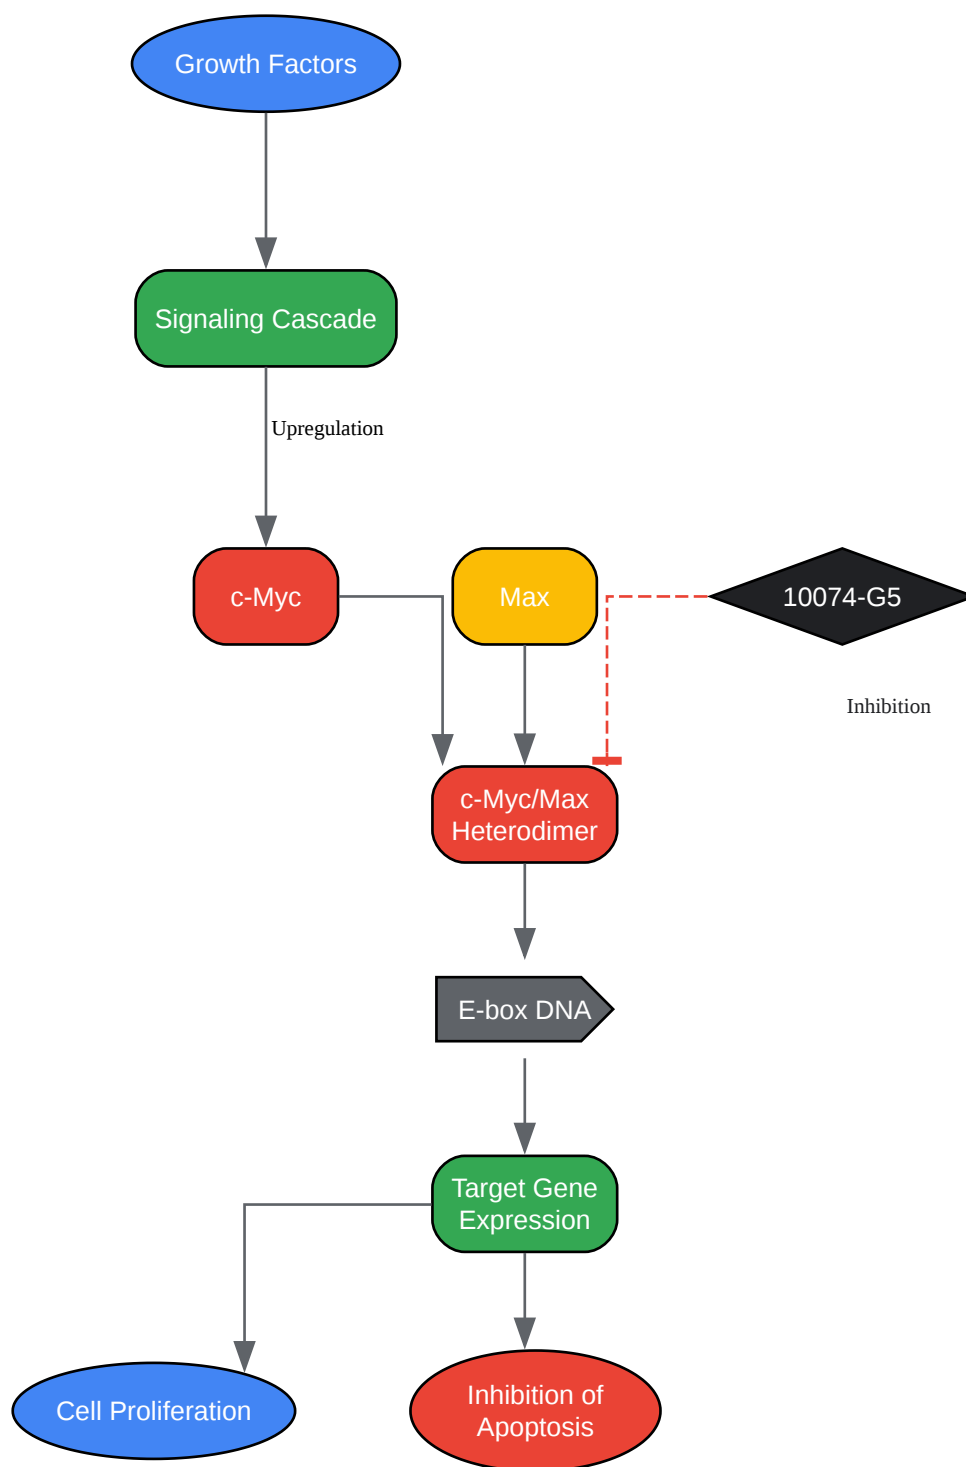 Growth Factors
Signaling Cascade
Upregulation
c-Myc
Max
10074-G5
Inhibition
c-Myc/Max
Heterodimer
E-box DNA
Target Gene
Expression
Cell Proliferation
Inhibition of
Apoptosis